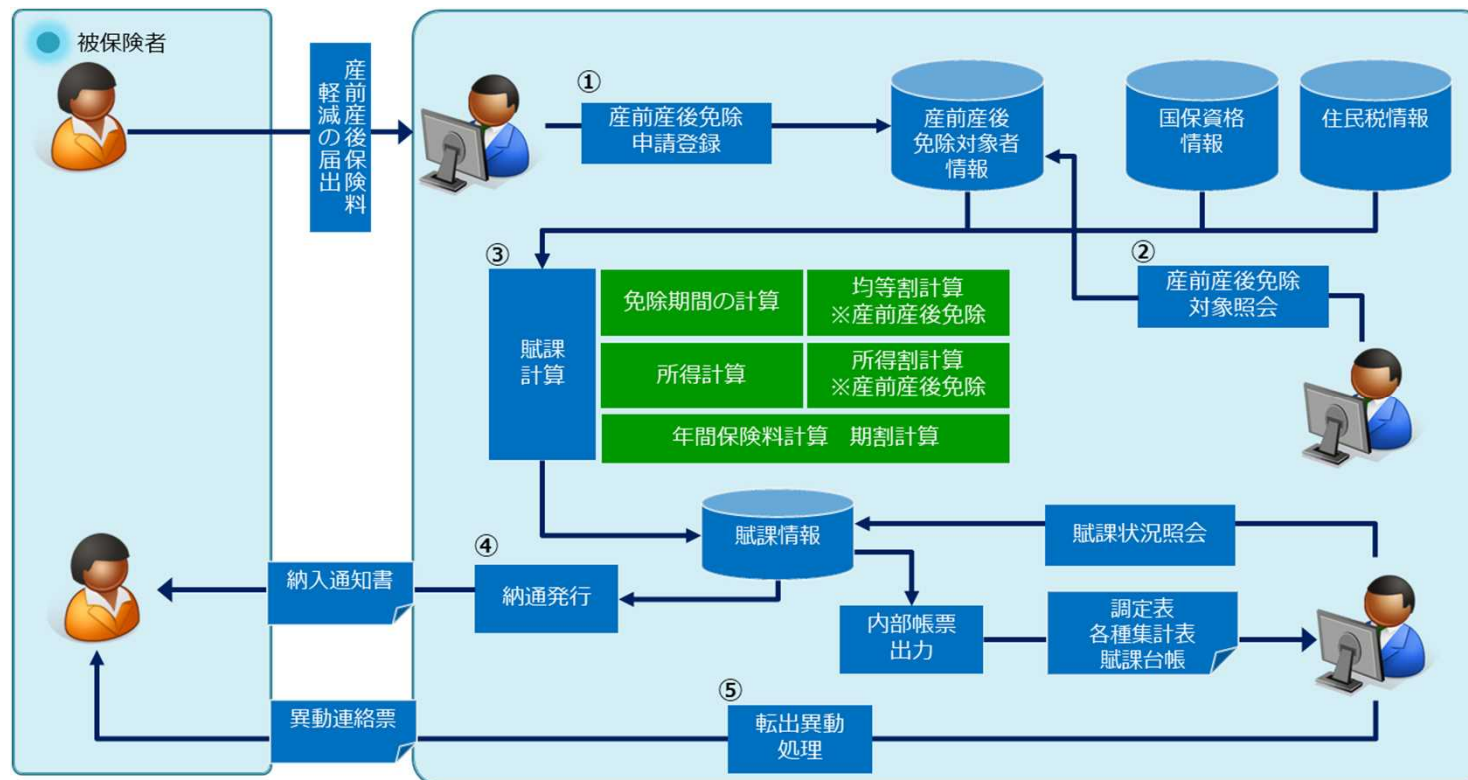 被保険者
産前産後保険料
軽減の届出
①
産前産後免除
申請登録
産前産後
免除対象者
情報
国保資格
情報
住民税情報
②
産前産後免除
対象照会
③
賦課
計算
免除期間の計算
均等割計算
※産前産後免除
所得計算
所得割計算
※産前産後免除
年間保険料計算　期割計算
賦課情報
賦課状況照会
④
納通発行
納入通知書
内部帳票
出力
調定表
各種集計表
賦課台帳
⑤
転出異動
処理
異動連絡票